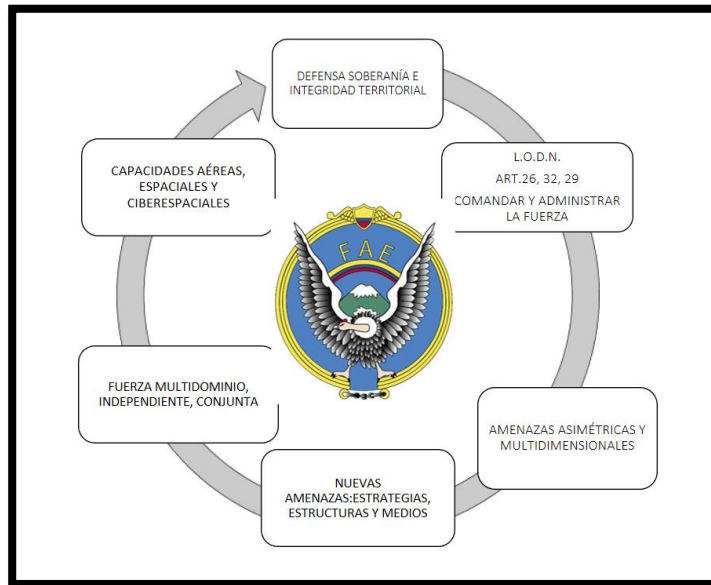 DEFENSA SOBERANÍA E
INTEGRIDAD TERRITORIAL
L.O.D.N.
ART.26, 32, 29
COMANDAR Y ADMINISTRAR
LA FUERZA
AMENAZAS ASIMÉTRICAS Y
MULTIDIMENSIONALES
NUEVAS
AMENAZAS:ESTRATEGIAS,
ESTRUCTURAS Y MEDIOS
FUERZA MULTIDOMINIO,
INDEPENDIENTE, CONJUNTA
CAPACIDADES AÉREAS,
ESPACIALES Y
CIBERESPACIALES
FAE